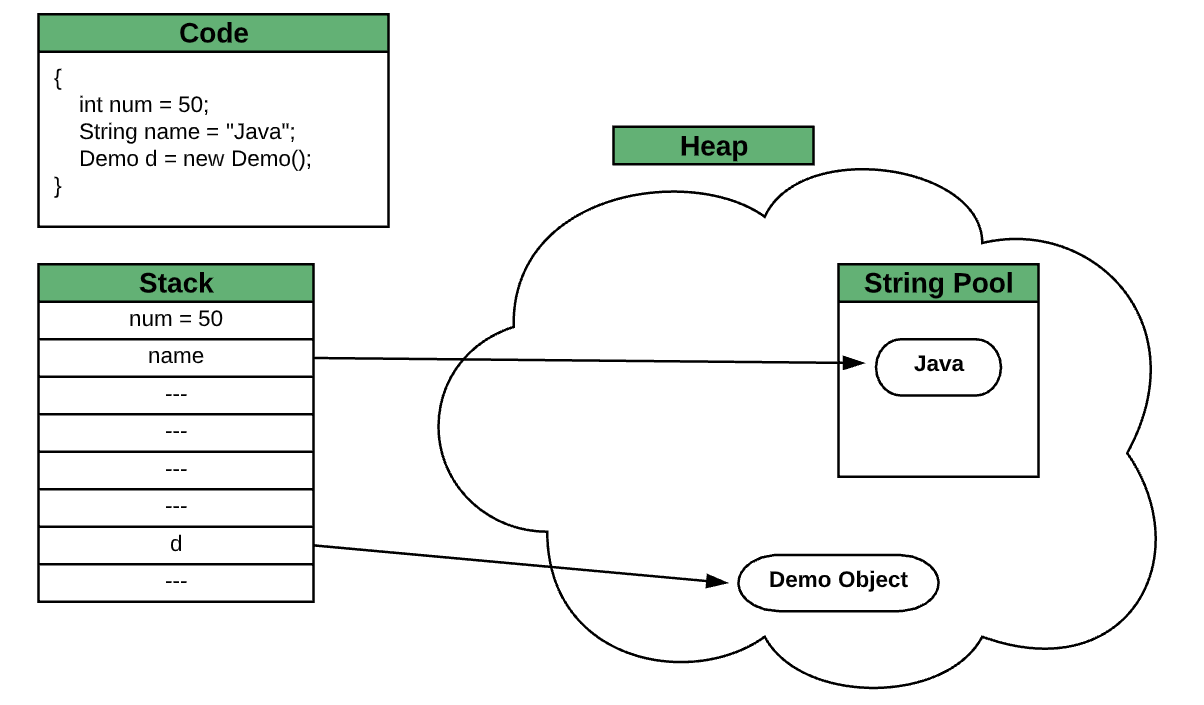 Code
{
int num = 50;
String name = "Java";
Demo d = new Demo();
}
Heap
Stack
num = 50
name
---
---
---
---
d
---
String Pool
Java
Demo Object